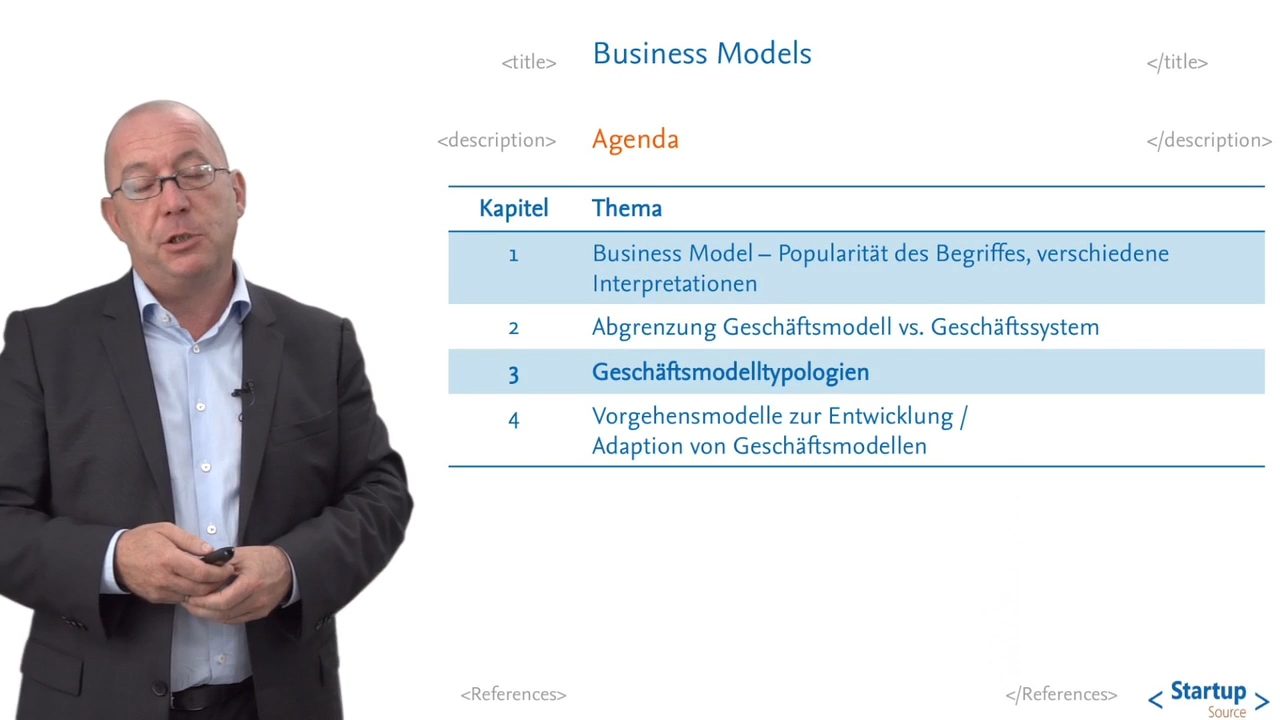 <title> Business Models </title>
<description> Agenda </description>
Kapitel Thema
1 Business Model – Popularität des Begriffes, verschiedene
Interpretationen
2 Abgrenzung Geschäftsmodell vs. Geschäftssystem
3 Geschäftsmodelltypologien
4 Vorgehensmodelle zur Entwicklung /
Adaption von Geschäftsmodellen
<References> </References>
< Startup >
Source